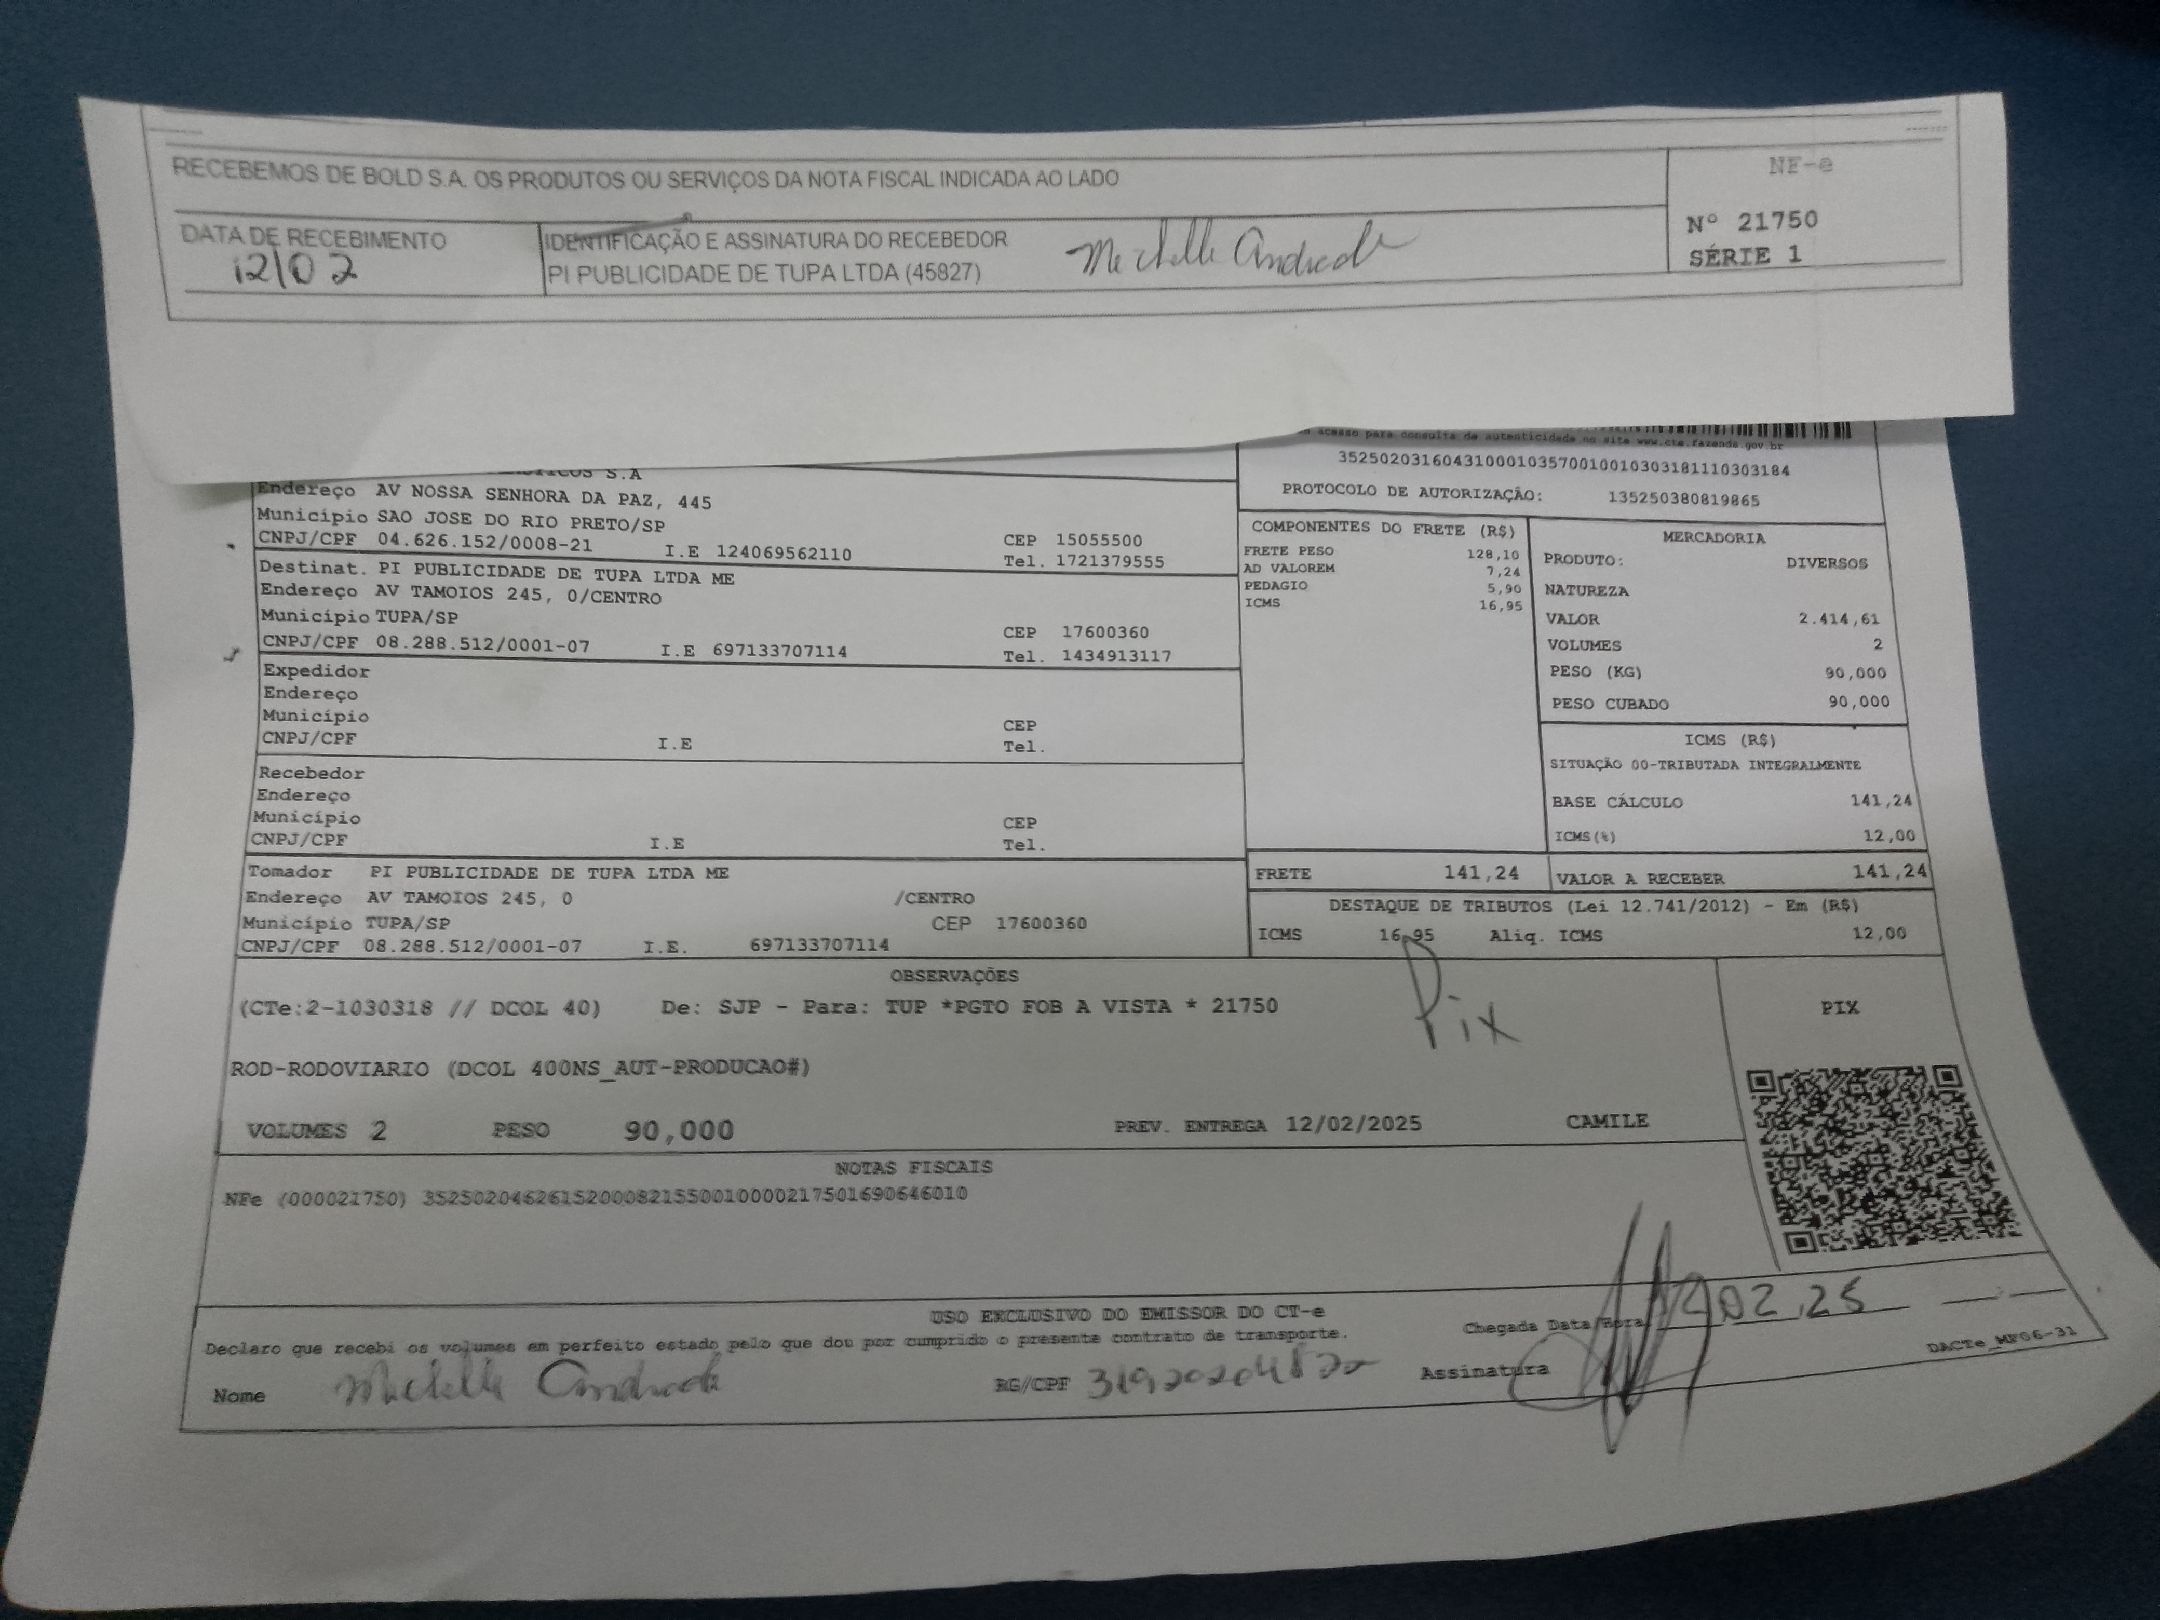 RECEBEMOS DE BOLD S.A. OS PRODUTOS OU SERVIÇOS DA NOTA FISCAL INDICADA AO LADO
NF-e
Nº 21750
SÉRIE 1
DATA DE RECEBIMENTO
12/02
IDENTIFICAÇÃO E ASSINATURA DO RECEBEDOR
PI PUBLICIDADE DE TUPA LTDA (45827)
Michelle Andrade
acesso para consulta de autenticidade no site www.cte.fazenda.gov.br
35250203160431000103570010010303181110303184
PROTOCOLO DE AUTORIZAÇÃO: 135250380819865
S.A
Endereço AV NOSSA SENHORA DA PAZ, 445
Município SAO JOSE DO RIO PRETO/SP
CEP 15055500
CNPJ/CPF 04.626.152/0008-21 I.E 124069562110 Tel. 1721379555
Destinat. PI PUBLICIDADE DE TUPA LTDA ME
Endereço AV TAMOIOS 245, 0/CENTRO
Município TUPA/SP CEP 17600360
CNPJ/CPF 08.288.512/0001-07 I.E 697133707114 Tel. 1434913117
Expedidor
Endereço
Município CEP
CNPJ/CPF I.E Tel.
Recebedor
Endereço
Município CEP
CNPJ/CPF I.E Tel.
Tomador PI PUBLICIDADE DE TUPA LTDA ME
Endereço AV TAMOIOS 245, 0 /CENTRO
Município TUPA/SP CEP 17600360
CNPJ/CPF 08.288.512/0001-07 I.E. 697133707114
COMPONENTES DO FRETE (R$)
FRETE PESO 128,10
AD VALOREM 7,24
PEDAGIO 5,90
ICMS 16,95
MERCADORIA
PRODUTO: DIVERSOS
NATUREZA
VALOR 2.414,61
VOLUMES 2
PESO (KG) 90,000
PESO CUBADO 90,000
ICMS (R$)
SITUAÇÃO 00-TRIBUTADA INTEGRALMENTE
BASE CÁLCULO 141,24
ICMS(%) 12,00
FRETE 141,24 VALOR A RECEBER 141,24
DESTAQUE DE TRIBUTOS (Lei 12.741/2012) - Em (R$)
ICMS 16,95 Aliq. ICMS 12,00
OBSERVAÇÕES
(CTe:2-1030318 // DCOL 40) De: SJP - Para: TUP *PGTO FOB A VISTA * 21750
Pix
PIX
ROD-RODOVIARIO (DCOL 400NS_AUT-PRODUCAO#)
VOLUMES 2 PESO 90,000 PREV. ENTREGA 12/02/2025 CAMILE
NOTAS FISCAIS
NFe (000021750) 35250204626152000821550010000217501690646010
USO EXCLUSIVO DO EMISSOR DO CT-e
Declaro que recebi os volumes em perfeito estado pelo que dou por cumprido o presente contrato de transporte.
Chegada Data Hora 12,02,25
Nome Michelle Andrade RG/CPF Assinatura
DACTe_MF06-31